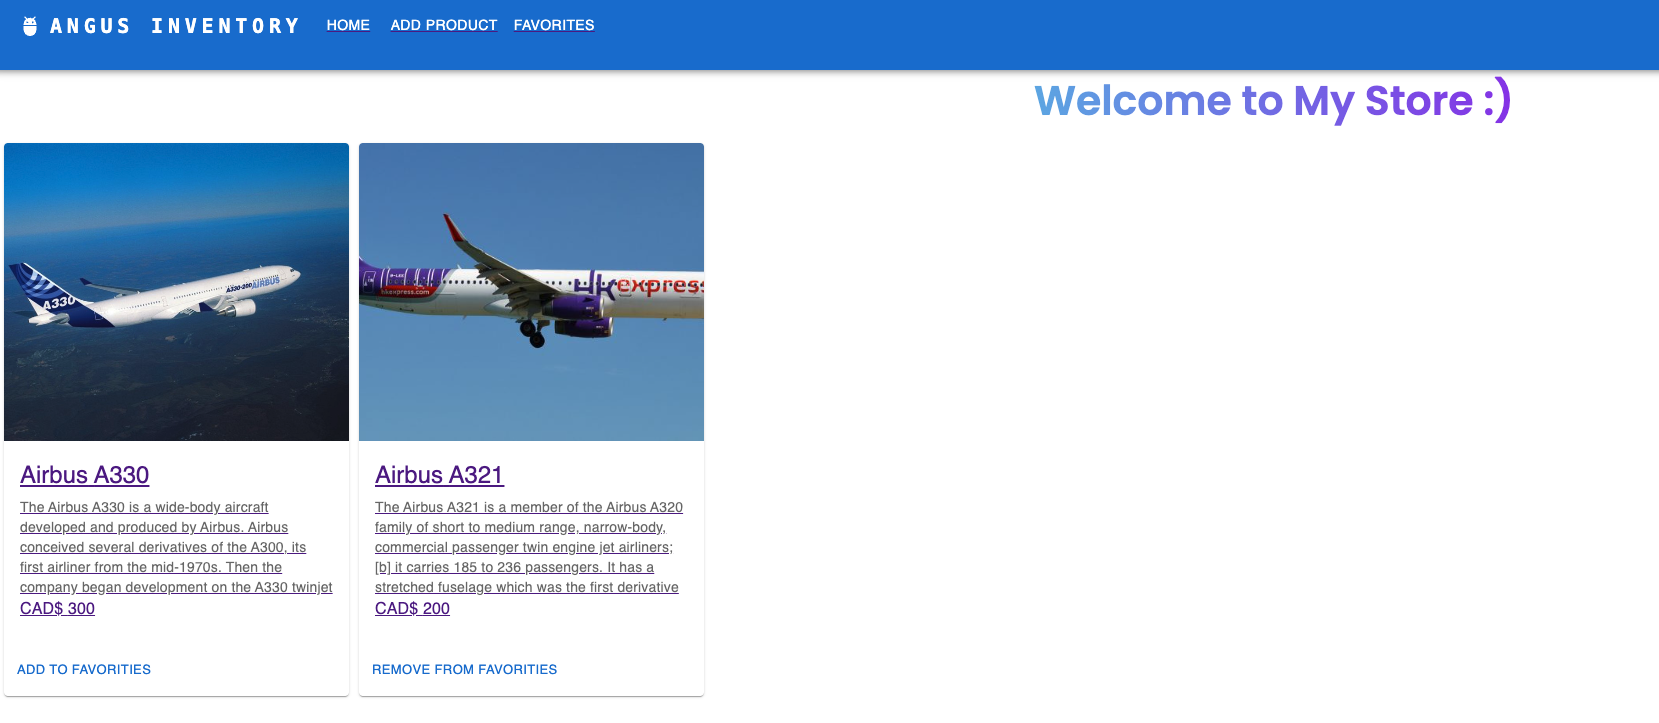 ANGUS INVENTORY HOME ADD PRODUCT FAVORITES
Welcome to My Store :)
A330
A330-200 AIRBUS
B-LEE
hkexpress.com
HK express
Airbus A330
The Airbus A330 is a wide-body aircraft
developed and produced by Airbus. Airbus
conceived several derivatives of the A300, its
first airliner from the mid-1970s. Then the
company began development on the A330 twinjet
CAD$ 300
ADD TO FAVORITIES
Airbus A321
The Airbus A321 is a member of the Airbus A320
family of short to medium range, narrow-body,
commercial passenger twin engine jet airliners;
[b] it carries 185 to 236 passengers. It has a
stretched fuselage which was the first derivative
CAD$ 200
REMOVE FROM FAVORITIES